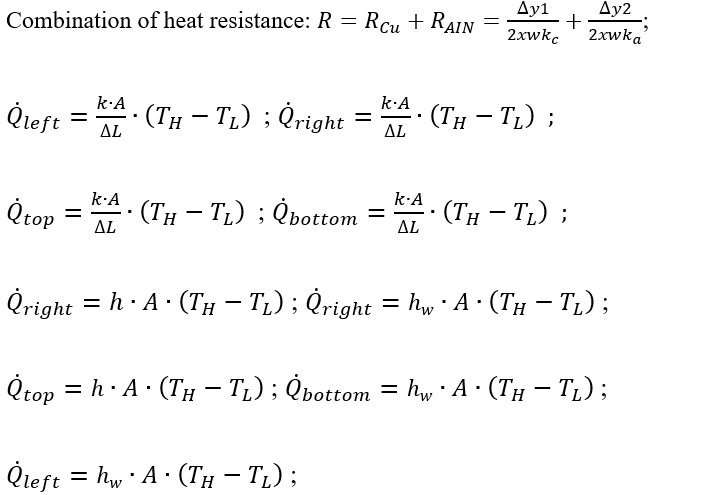 Combination of heat resistance: R = R_Cu + R_AlN = Δy1/2xwk_c + Δy2/2xwk_a;
Q̇_left = k·A/ΔL · (T_H − T_L) ; Q̇_right = k·A/ΔL · (T_H − T_L) ;
Q̇_top = k·A/ΔL · (T_H − T_L) ; Q̇_bottom = k·A/ΔL · (T_H − T_L) ;
Q̇_right = h · A · (T_H − T_L) ; Q̇_right = h_w · A · (T_H − T_L) ;
Q̇_top = h · A · (T_H − T_L) ; Q̇_bottom = h_w · A · (T_H − T_L) ;
Q̇_left = h_w · A · (T_H − T_L) ;